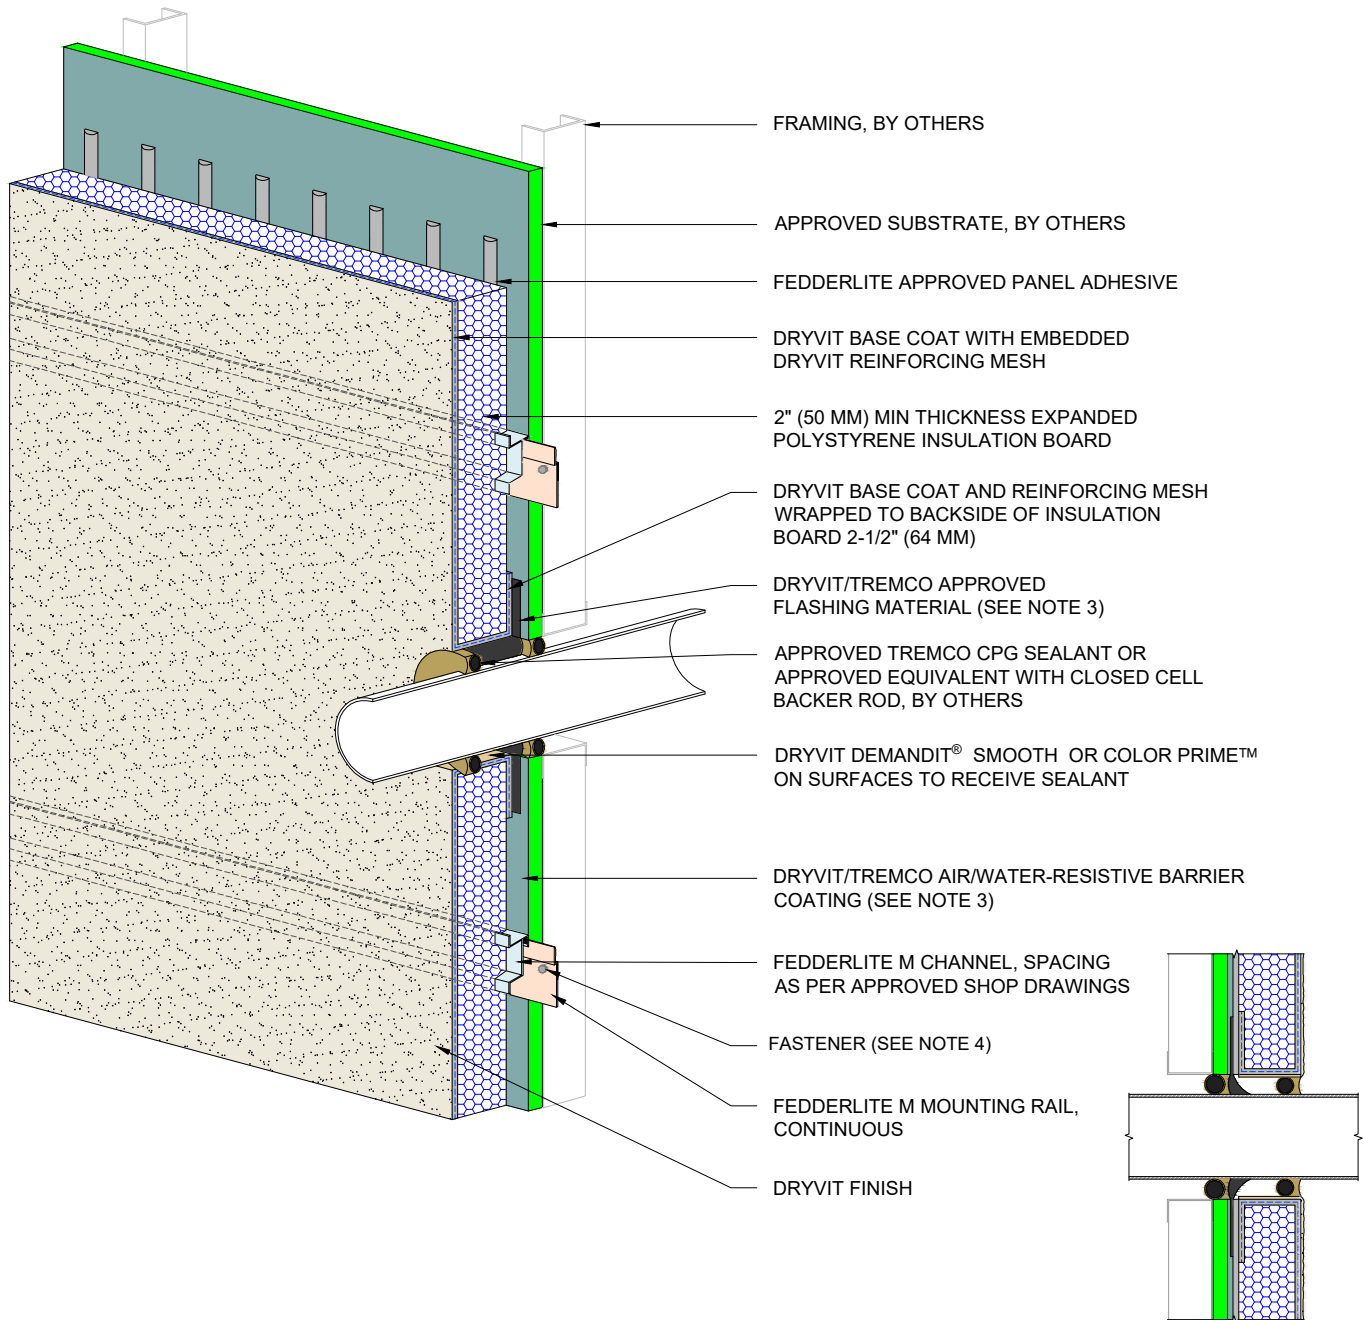 FRAMING, BY OTHERS
APPROVED SUBSTRATE, BY OTHERS
FEDDERLITE APPROVED PANEL ADHESIVE
DRYVIT BASE COAT WITH EMBEDDED
DRYVIT REINFORCING MESH
2" (50 MM) MIN THICKNESS EXPANDED
POLYSTYRENE INSULATION BOARD
DRYVIT BASE COAT AND REINFORCING MESH
WRAPPED TO BACKSIDE OF INSULATION
BOARD 2-1/2" (64 MM)
DRYVIT/TREMCO APPROVED
FLASHING MATERIAL (SEE NOTE 3)
APPROVED TREMCO CPG SEALANT OR
APPROVED EQUIVALENT WITH CLOSED CELL
BACKER ROD, BY OTHERS
DRYVIT DEMANDIT® SMOOTH OR COLOR PRIME™
ON SURFACES TO RECEIVE SEALANT
DRYVIT/TREMCO AIR/WATER-RESISTIVE BARRIER
COATING (SEE NOTE 3)
FEDDERLITE M CHANNEL, SPACING
AS PER APPROVED SHOP DRAWINGS
FASTENER (SEE NOTE 4)
FEDDERLITE M MOUNTING RAIL,
CONTINUOUS
DRYVIT FINISH